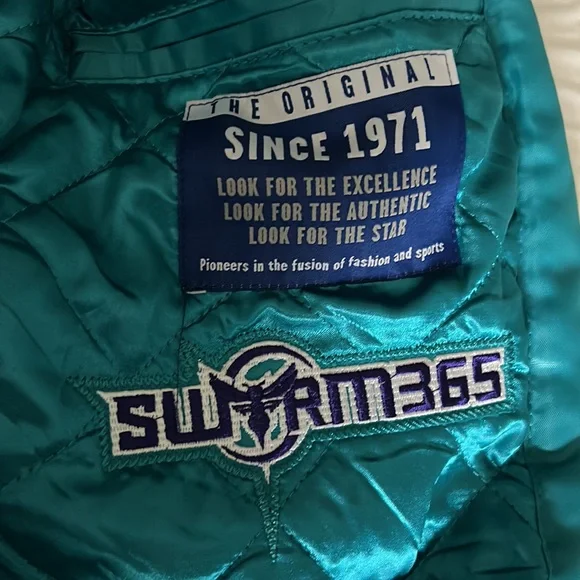 THE ORIGINAL
SINCE 1971
LOOK FOR THE EXCELLENCE
LOOK FOR THE AUTHENTIC
LOOK FOR THE STAR
Pioneers in the fusion of fashion and sports
SWARM365